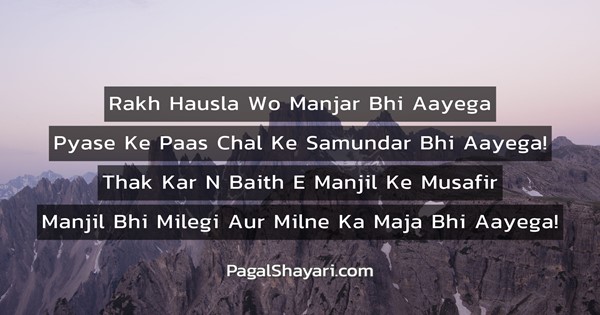 Rakh Hausla Wo Manjar Bhi Aayega
Pyase Ke Paas Chal Ke Samundar Bhi Aayega!
Thak Kar N Baith E Manjil Ke Musafir
Manjil Bhi Milegi Aur Milne Ka Maja Bhi Aayega!
PagalShayari.com